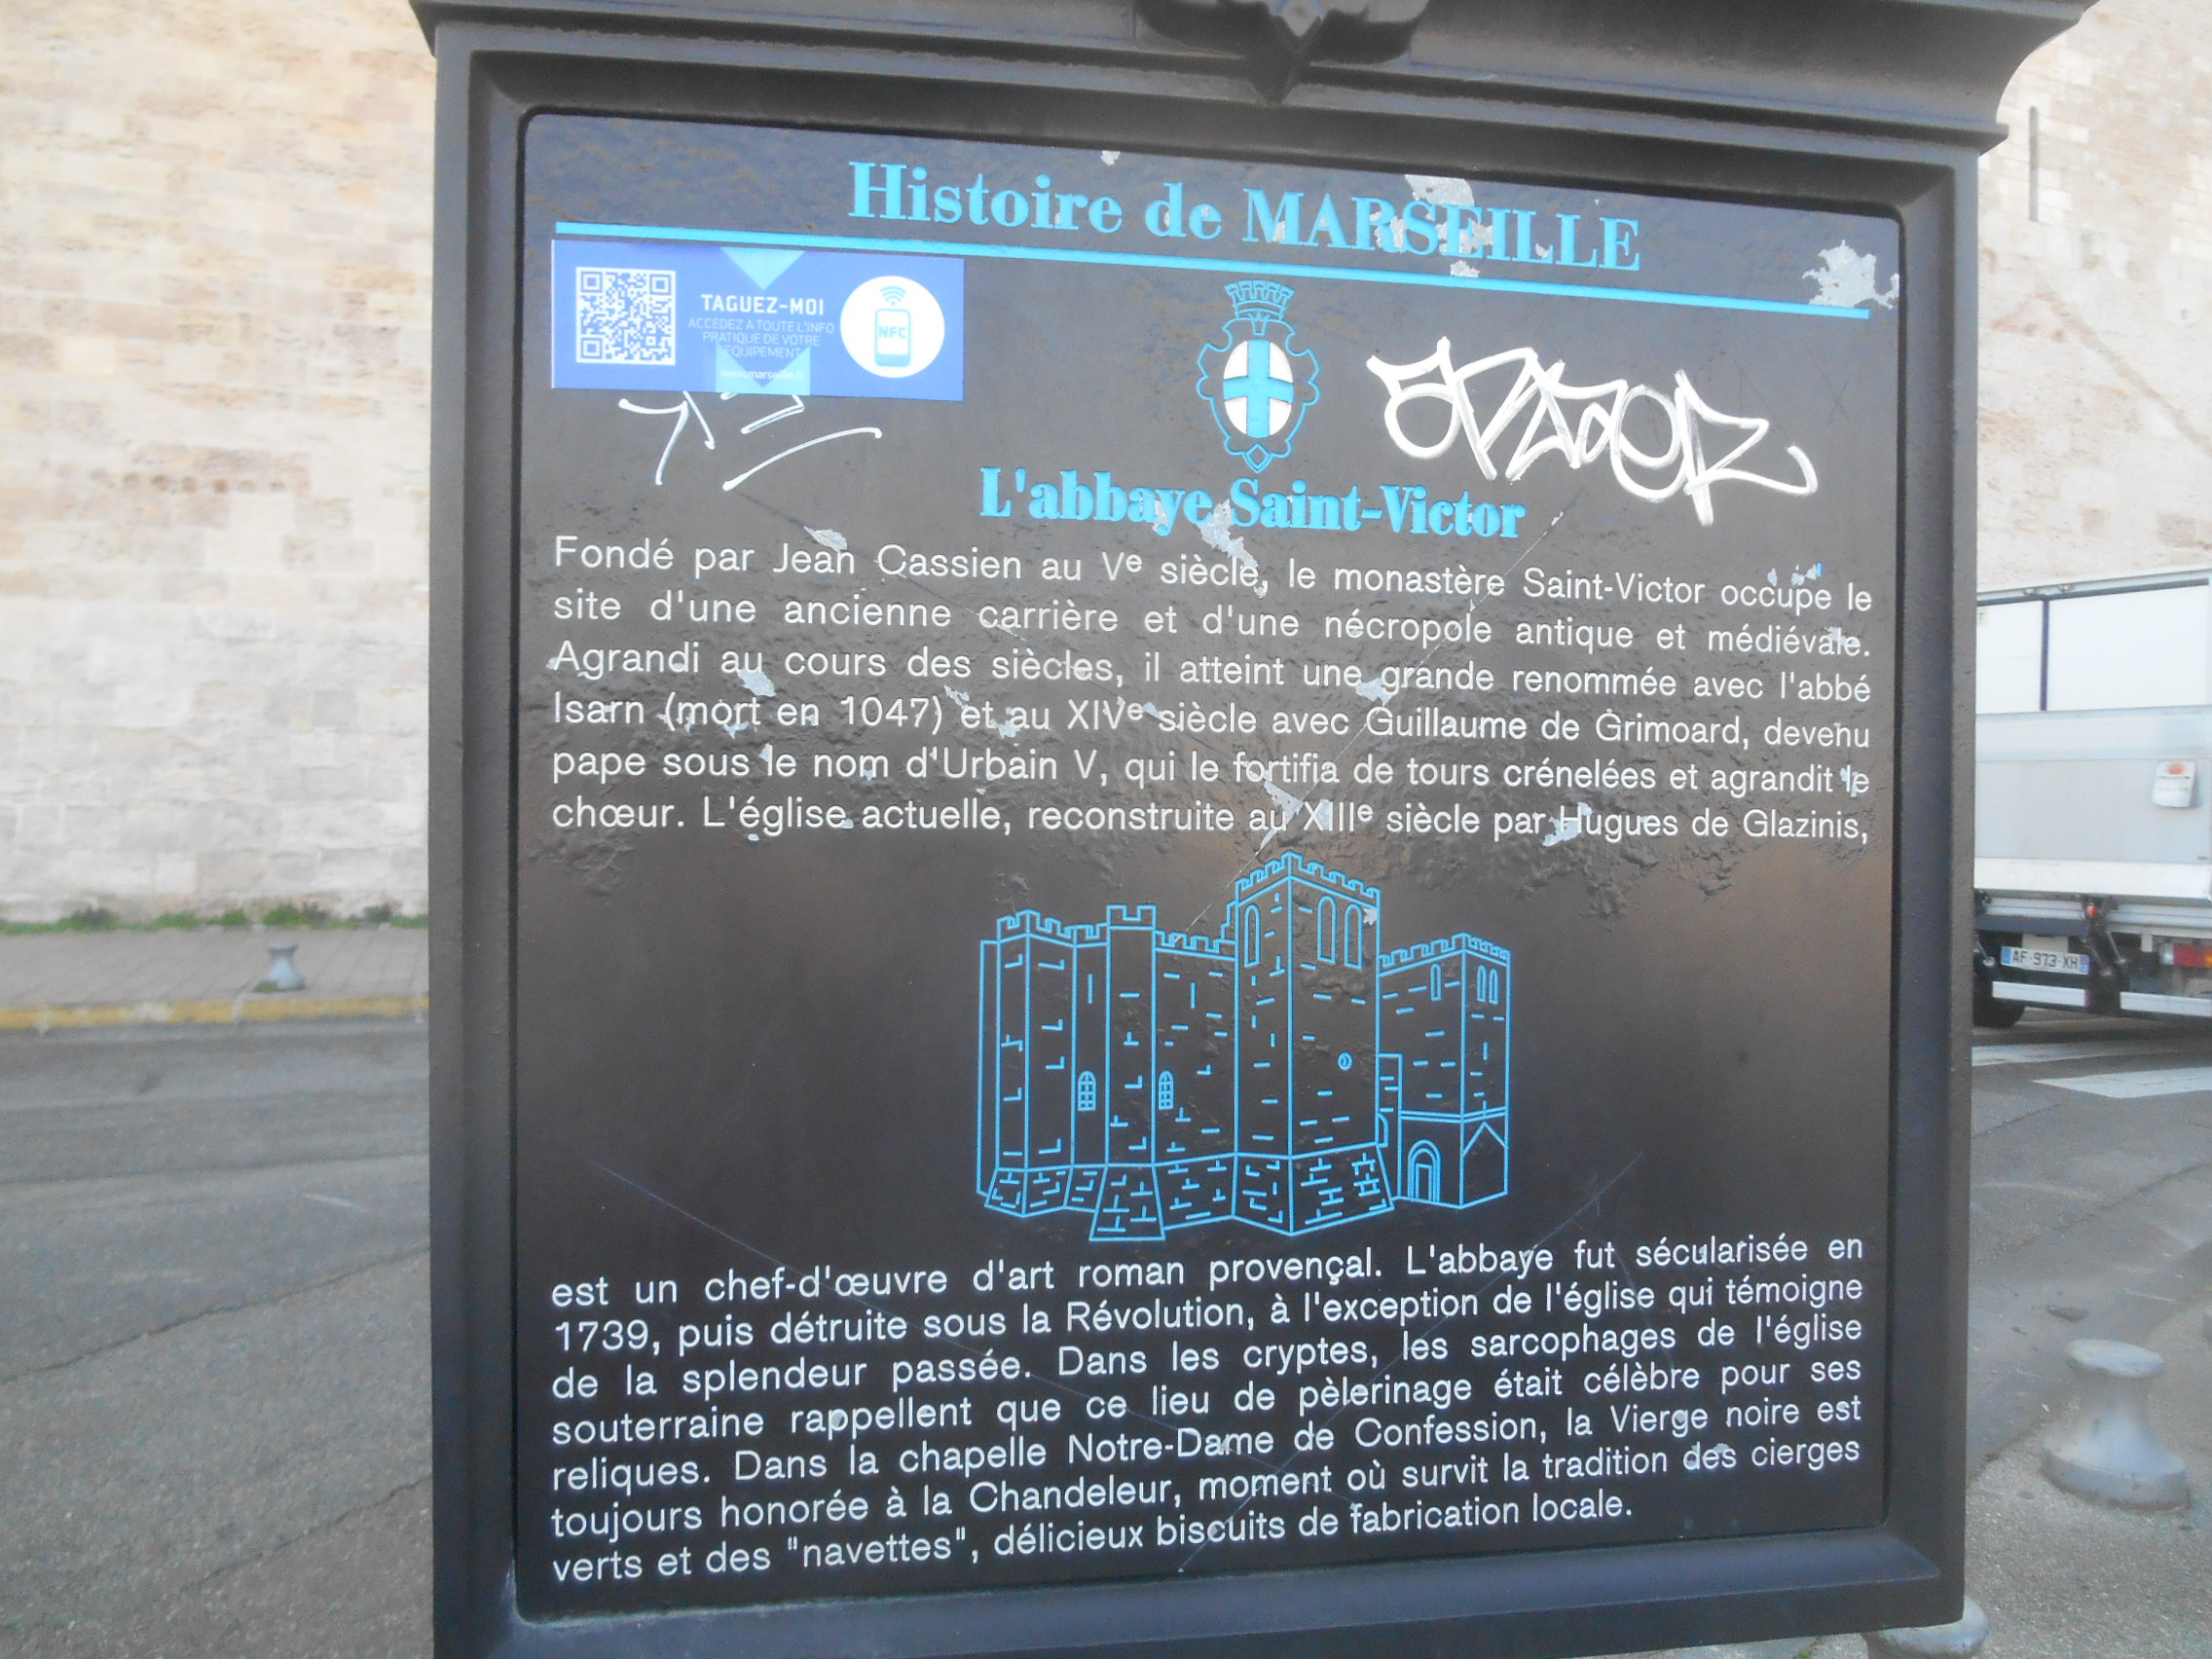 Histoire de MARSEILLE
TAGUEZ-MOI
ACCEDEZ À TOUTE L'INFO
PRATIQUE DE VOTRE
EQUIPEMENT
www.marseille.fr
NFC
L'abbaye Saint-Victor
Fondé par Jean Cassien au Ve siècle, le monastère Saint-Victor occupe le
site d'une ancienne carrière et d'une nécropole antique et médiévale.
Agrandi au cours des siècles, il atteint une grande renommée avec l'abbé
Isarn (mort en 1047) et au XIVe siècle avec Guillaume de Grimoard, devenu
pape sous le nom d'Urbain V, qui le fortifia de tours crénelées et agrandit le
chœur. L'église actuelle, reconstruite au XIIIe siècle par Hugues de Glazinis,
est un chef-d'œuvre d'art roman provençal. L'abbaye fut sécularisée en
1739, puis détruite sous la Révolution, à l'exception de l'église qui témoigne
de la splendeur passée. Dans les cryptes, les sarcophages de l'église
souterraine rappellent que ce lieu de pèlerinage était célèbre pour ses
reliques. Dans la chapelle Notre-Dame de Confession, la Vierge noire est
toujours honorée à la Chandeleur, moment où survit la tradition des cierges
verts et des "navettes", délicieux biscuits de fabrication locale.
AF-973-XH